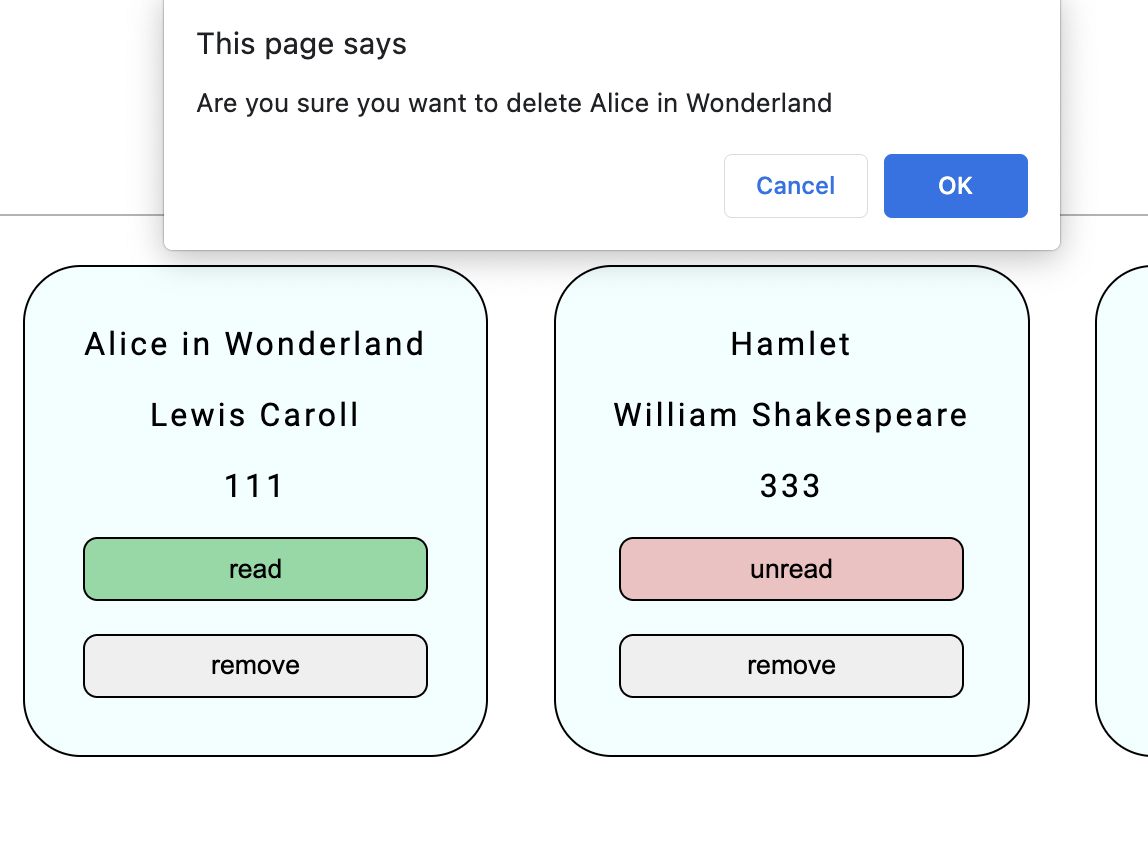 This page says
Are you sure you want to delete Alice in Wonderland
Cancel
OK
Alice in Wonderland
Lewis Caroll
111
read
remove
Hamlet
William Shakespeare
333
unread
remove